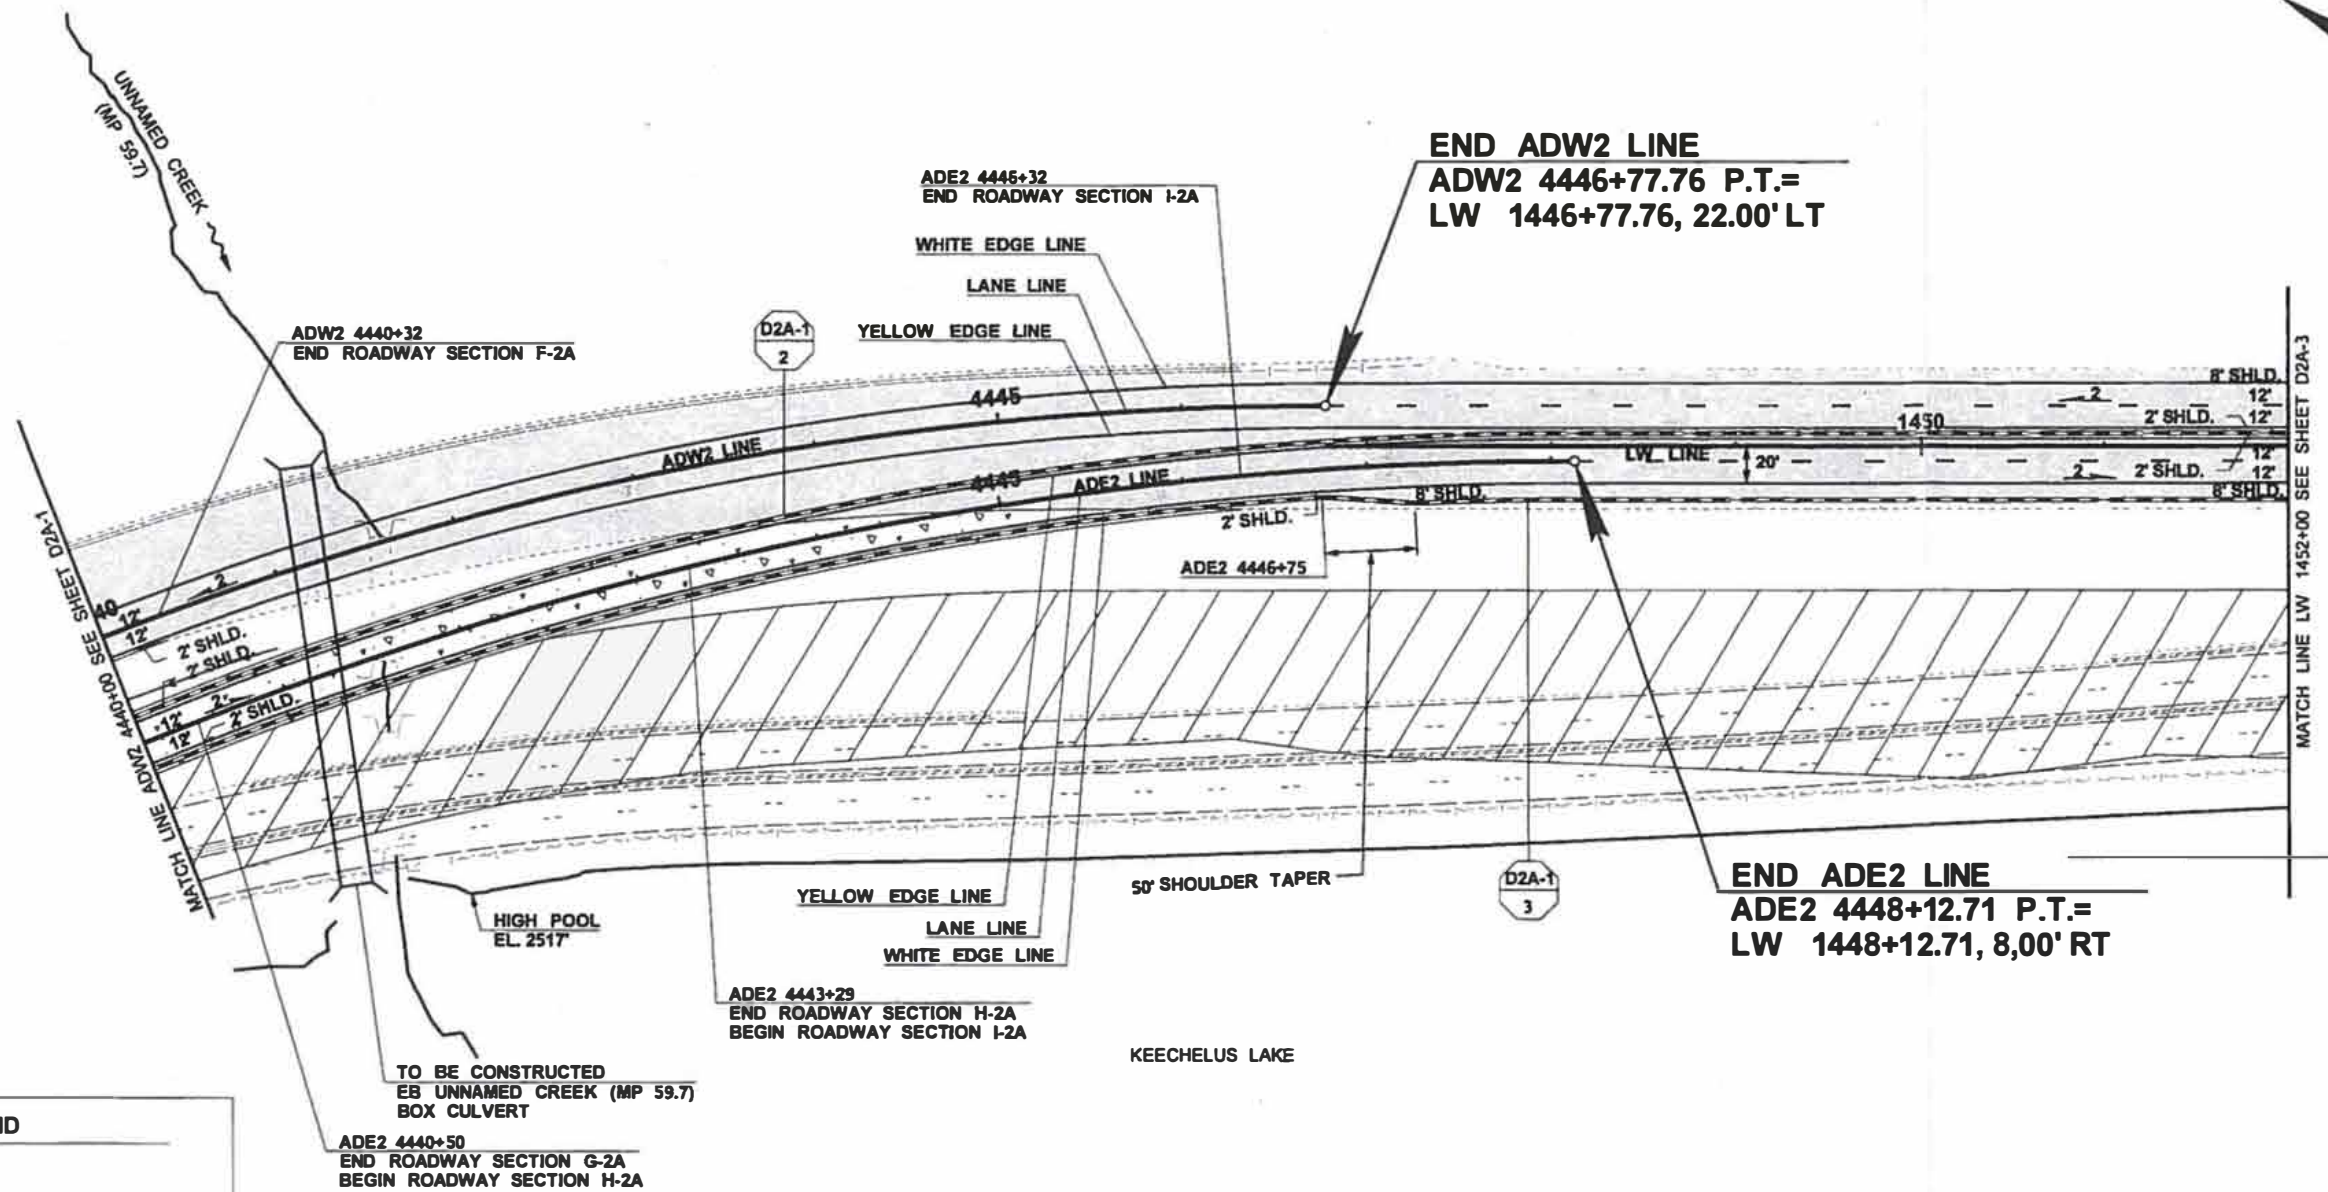 UNNAMED CREEK
(MP 59.7)
END ADW2 LINE
ADW2 4446+77.76 P.T.=
LW 1446+77.76, 22.00' LT
ADE2 4446+32
END ROADWAY SECTION I-2A
WHITE EDGE LINE
LANE LINE
YELLOW EDGE LINE
D2A-1
2
ADW2 4440+32
END ROADWAY SECTION F-2A
4445
ADW2 LINE
4445
ADE2 LINE
1450
LW LINE
20'
8' SHLD.
12'
2' SHLD.
12'
2
12'
2' SHLD.
12'
2
8' SHLD.
8' SHLD.
2' SHLD.
ADE2 4446+75
MATCH LINE LW 1452+00 SEE SHEET D2A-3
MATCH LINE ADW2 4440+00 SEE SHEET D2A-1
40
12'
12'
2
2' SHLD.
2' SHLD.
2
12'
2' SHLD.
12'
50' SHOULDER TAPER
D2A-1
3
YELLOW EDGE LINE
LANE LINE
WHITE EDGE LINE
HIGH POOL
EL. 2517'
END ADE2 LINE
ADE2 4448+12.71 P.T.=
LW 1448+12.71, 8,00' RT
ADE2 4443+29
END ROADWAY SECTION H-2A
BEGIN ROADWAY SECTION I-2A
KEECHELUS LAKE
TO BE CONSTRUCTED
EB UNNAMED CREEK (MP 59.7)
BOX CULVERT
ADE2 4440+50
END ROADWAY SECTION G-2A
BEGIN ROADWAY SECTION H-2A